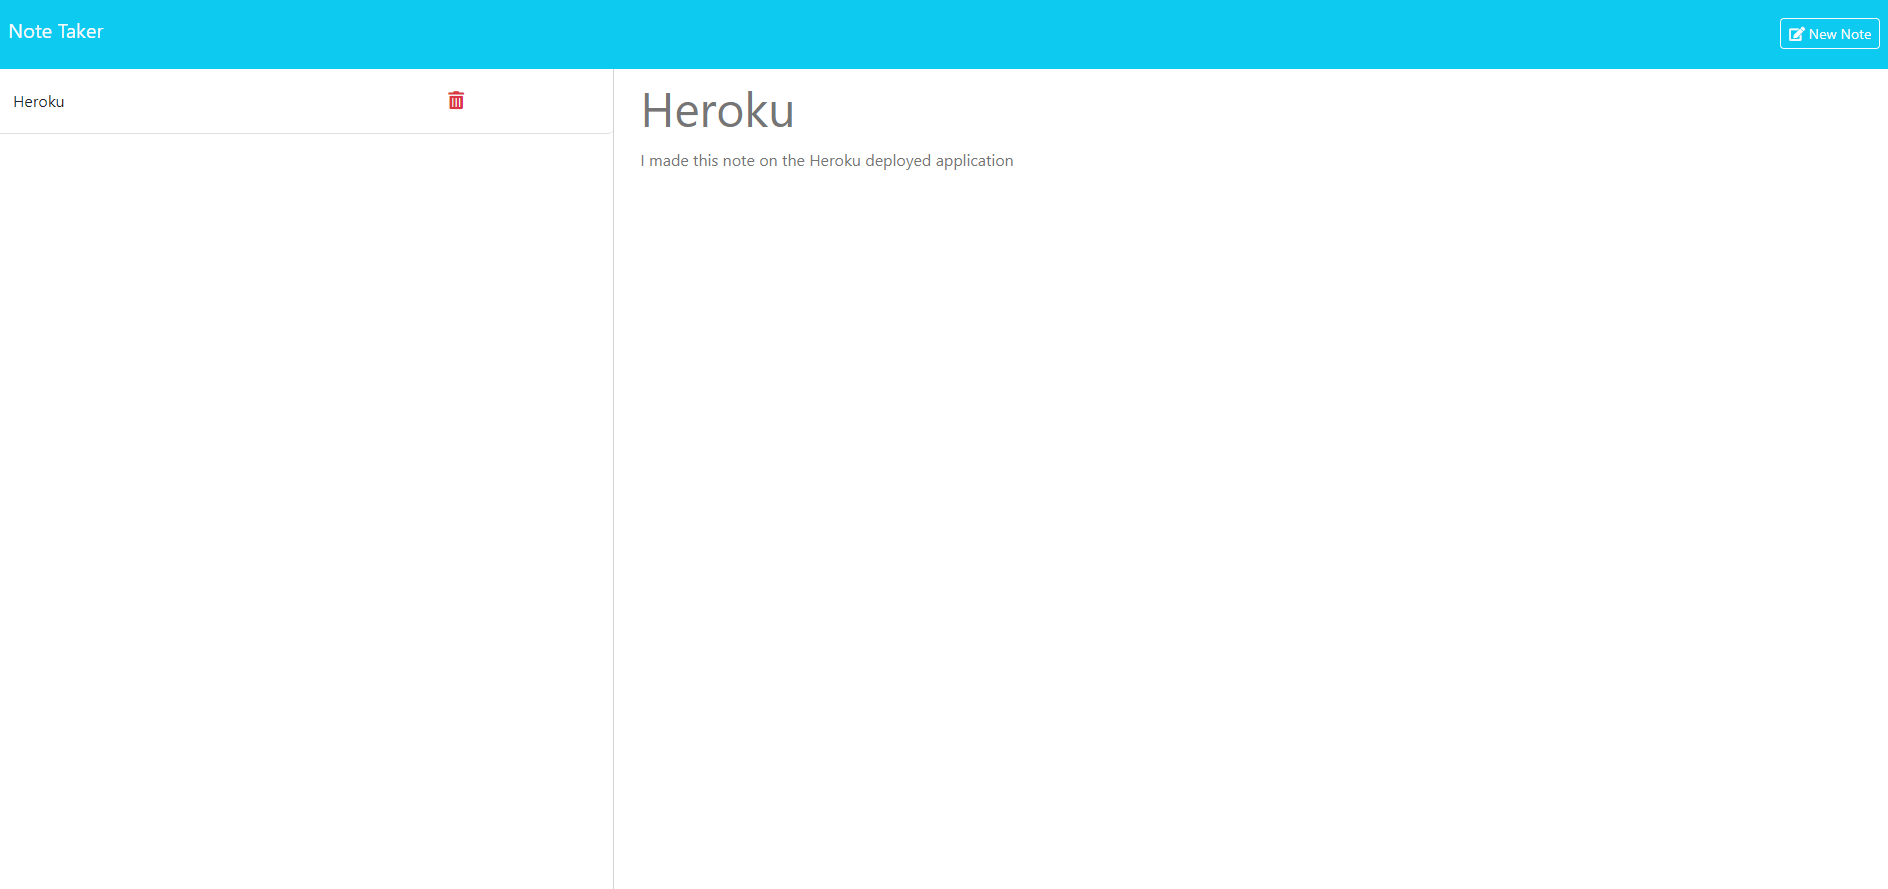 Note Taker
New Note
Heroku
Heroku
I made this note on the Heroku deployed application